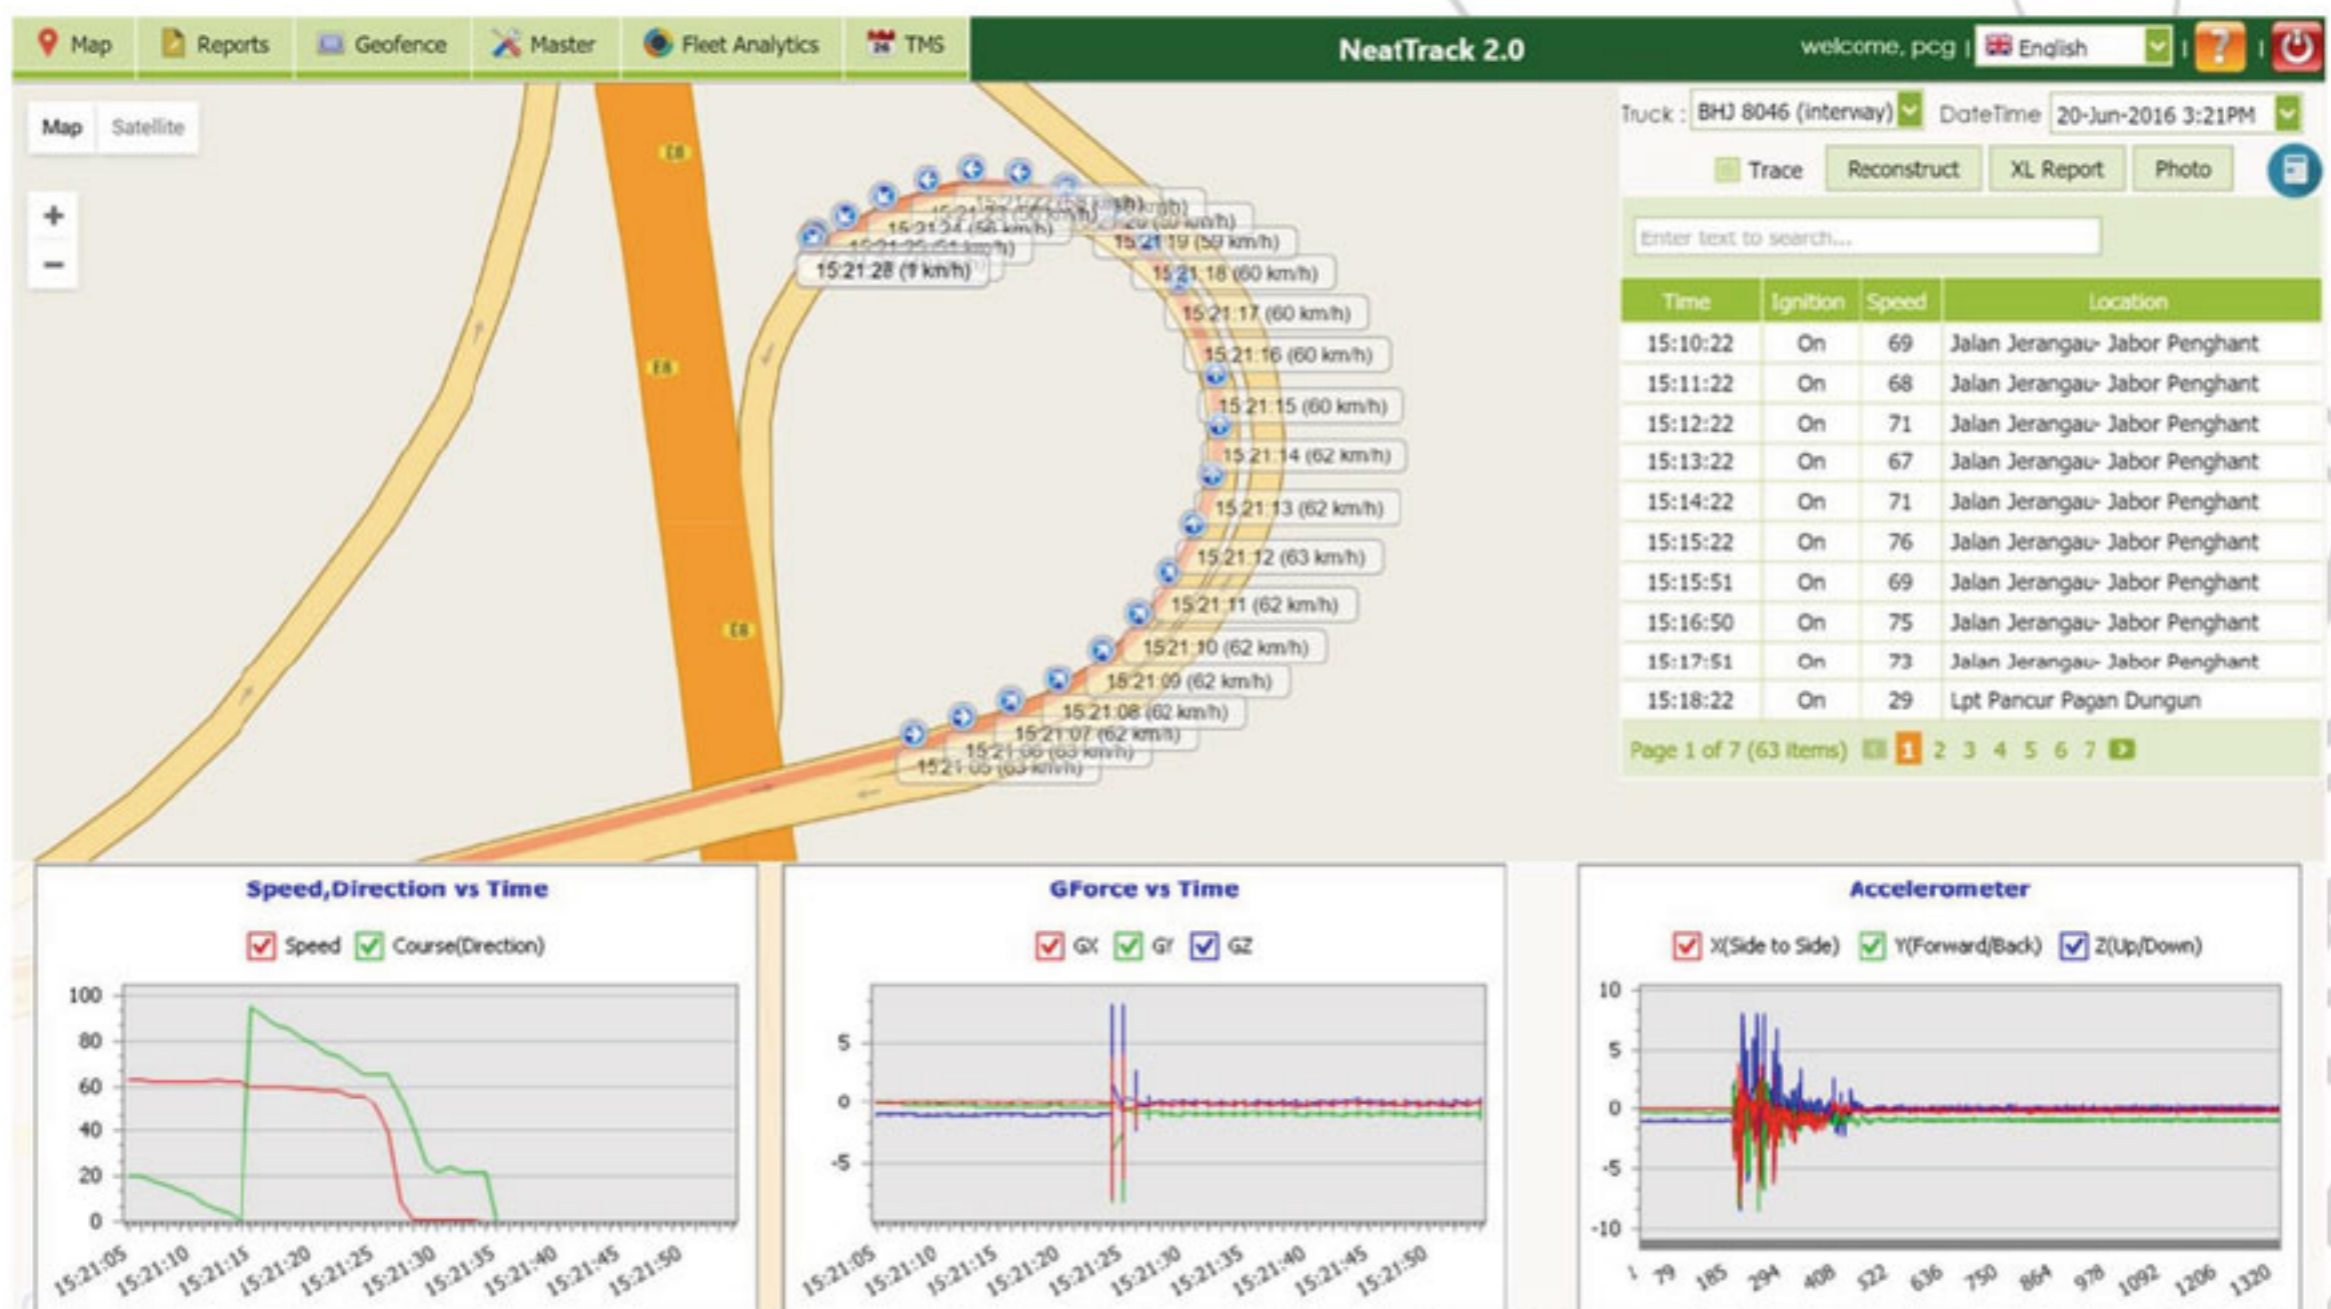 Map Reports Geofence Master Fleet Analytics TMS NeatTrack 2.0 welcome, pcg | English | ? |
Map Satellite
+
−
E8
E8
E8
15:21:28 (1 km/h)
15:21:19 (59 km/h)
15:21:18 (60 km/h)
15:21:17 (60 km/h)
15:21:16 (60 km/h)
15:21:15 (60 km/h)
15:21:14 (62 km/h)
15:21:13 (62 km/h)
15:21:12 (63 km/h)
15:21:11 (62 km/h)
15:21:10 (62 km/h)
15:21:09 (62 km/h)
15:21:08 (62 km/h)
15:21:07 (62 km/h)
15:21:06 (63 km/h)
15:21:05 (63 km/h)
Truck : BHJ 8046 (interway) DateTime 20-Jun-2016 3:21PM
Trace Reconstruct XL Report Photo
Enter text to search...
Time Ignition Speed Location
15:10:22 On 69 Jalan Jerangau- Jabor Penghant
15:11:22 On 68 Jalan Jerangau- Jabor Penghant
15:12:22 On 71 Jalan Jerangau- Jabor Penghant
15:13:22 On 67 Jalan Jerangau- Jabor Penghant
15:14:22 On 71 Jalan Jerangau- Jabor Penghant
15:15:22 On 76 Jalan Jerangau- Jabor Penghant
15:15:51 On 69 Jalan Jerangau- Jabor Penghant
15:16:50 On 75 Jalan Jerangau- Jabor Penghant
15:17:51 On 73 Jalan Jerangau- Jabor Penghant
15:18:22 On 29 Lpt Pancur Pagan Dungun
Page 1 of 7 (63 items) 1 2 3 4 5 6 7
Speed,Direction vs Time
Speed Course(Direction)
100
80
60
40
20
0
15:21:05 15:21:10 15:21:15 15:21:20 15:21:25 15:21:30 15:21:35 15:21:40 15:21:45 15:21:50
GForce vs Time
GX GY GZ
5
0
-5
15:21:05 15:21:10 15:21:15 15:21:20 15:21:25 15:21:30 15:21:35 15:21:40 15:21:45 15:21:50
Accelerometer
X(Side to Side) Y(Forward/Back) Z(Up/Down)
10
5
0
-5
-10
1 79 185 294 408 522 636 750 864 978 1092 1206 1320